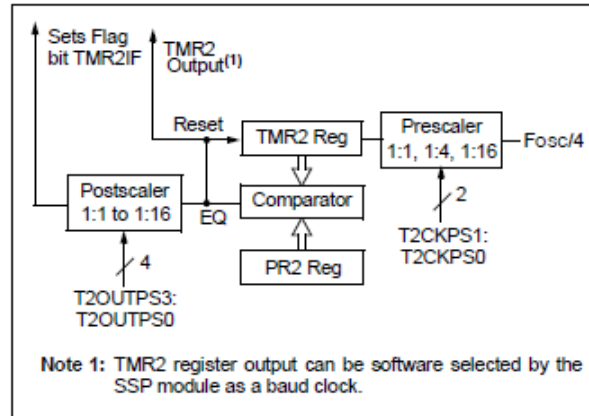 Sets Flag
bit TMR2IF
TMR2
Output(1)
Reset
TMR2 Reg
Prescaler
1:1, 1:4, 1:16
Fosc/4
Postscaler
1:1 to 1:16
EQ
Comparator
2
T2CKPS1:
T2CKPS0
4
PR2 Reg
T2OUTPS3:
T2OUTPS0
Note 1: TMR2 register output can be software selected by the
SSP module as a baud clock.